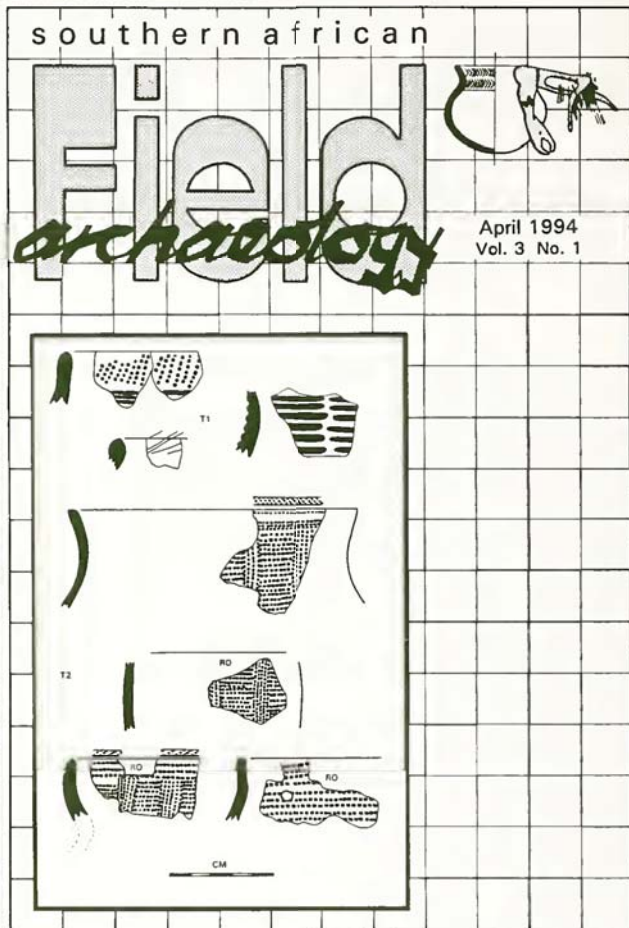 southern african
Field
archaeology
April 1994
Vol. 3 No. 1
T1
RO
T2
RO
RO
CM